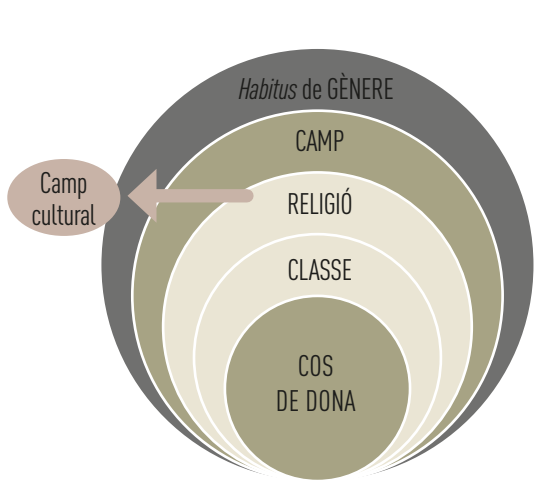 Habitus de GÈNERE
CAMP
Camp
cultural
RELIGIÓ
CLASSE
COS
DE DONA